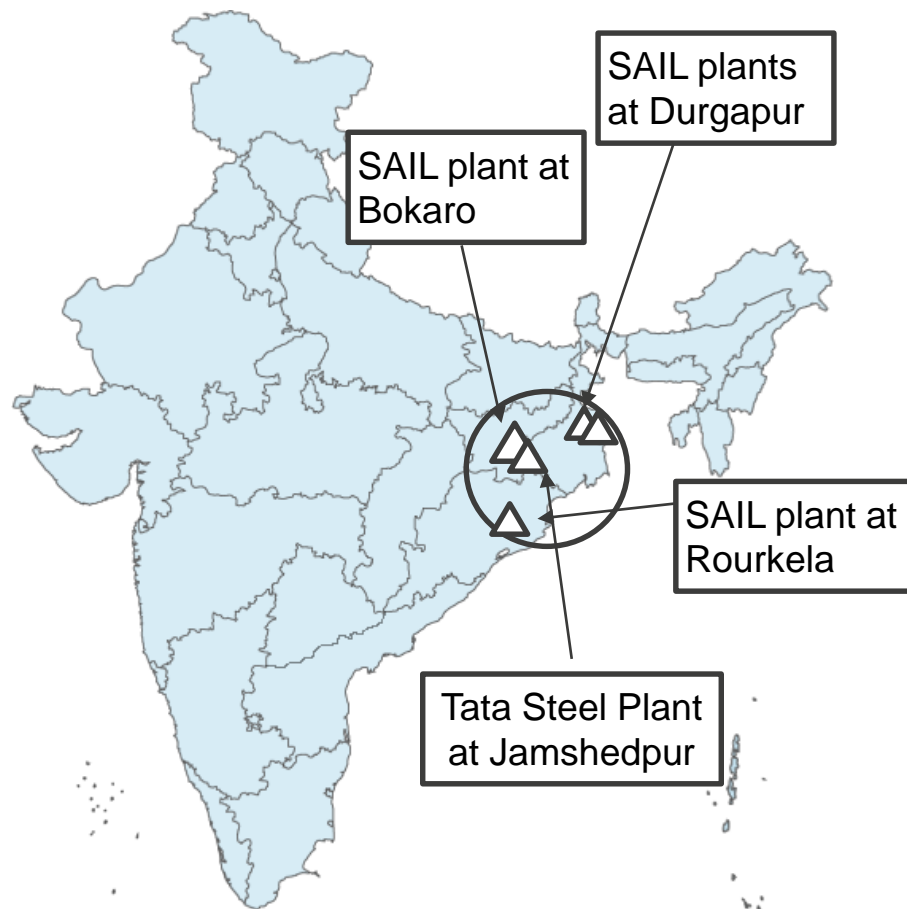 SAIL plants
at Durgapur
SAIL plant at
Bokaro
SAIL plant at
Rourkela
Tata Steel Plant
at Jamshedpur